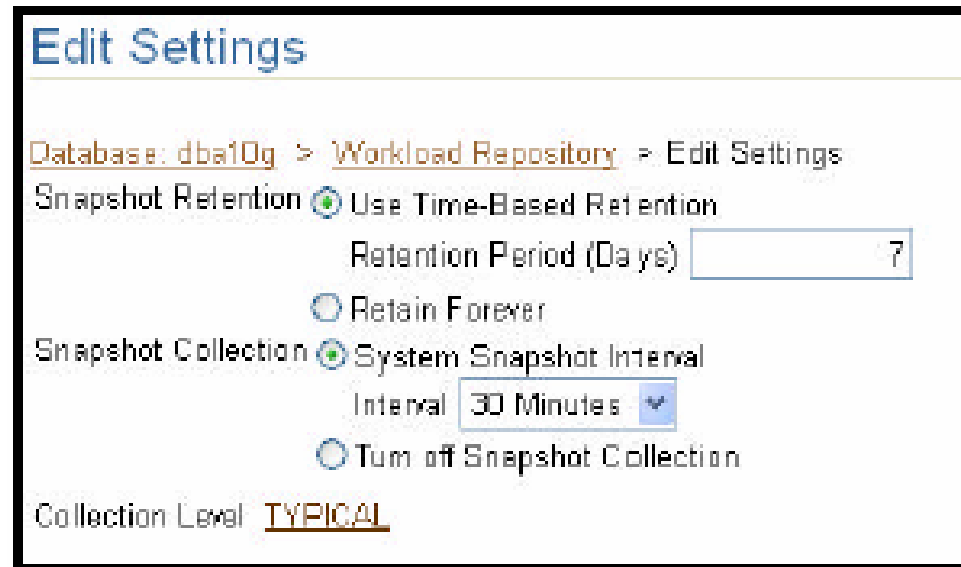 Edit Settings
Database: dba10g > Workload Repository > Edit Settings
Snapshot Retention Use Time-Based Retention
Retention Period (Days) 7
Retain Forever
Snapshot Collection System Snapshot Interval
Interval 30 Minutes
Turn off Snapshot Collection
Collection Level TYPICAL